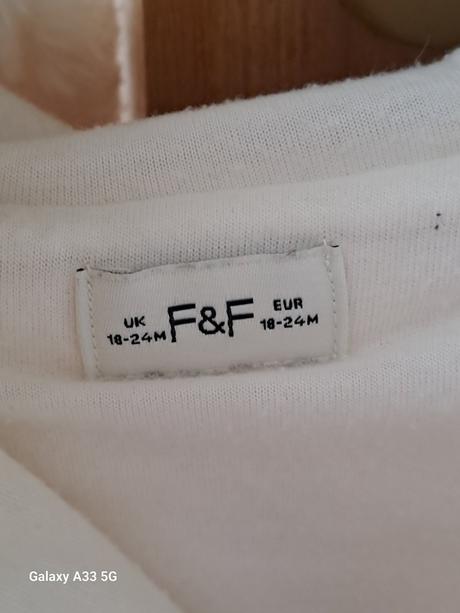 UK
18-24M
F&F
EUR
18-24M
Galaxy A33 5G